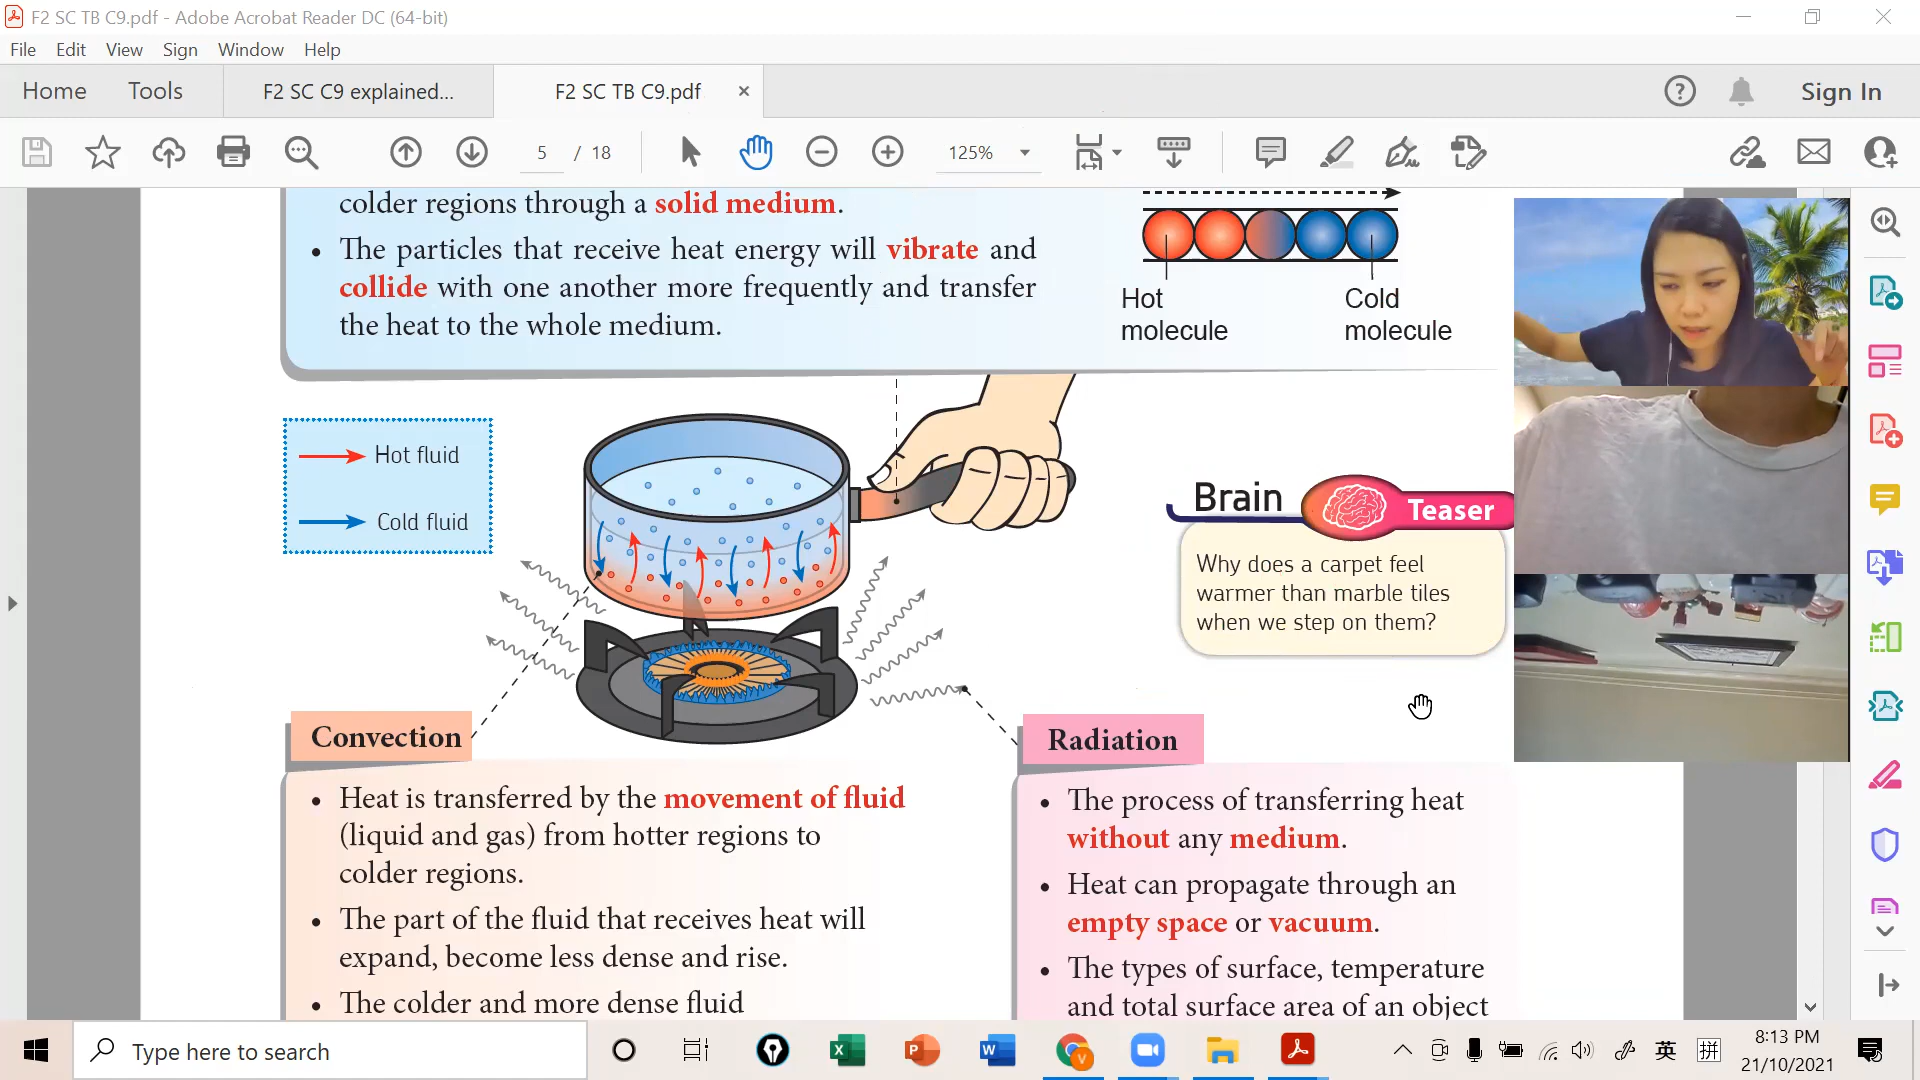 F2 SC TB C9.pdf - Adobe Acrobat Reader DC (64-bit)
File Edit View Sign Window Help
Home Tools F2 SC C9 explained... F2 SC TB C9.pdf × Sign In
5 / 18 125%
colder regions through a solid medium.
• The particles that receive heat energy will vibrate and
collide with one another more frequently and transfer
the heat to the whole medium.
Hot
molecule
Cold
molecule
Hot fluid
Cold fluid
Brain Teaser
Why does a carpet feel
warmer than marble tiles
when we step on them?
Convection
• Heat is transferred by the movement of fluid
(liquid and gas) from hotter regions to
colder regions.
• The part of the fluid that receives heat will
expand, become less dense and rise.
• The colder and more dense fluid
Radiation
• The process of transferring heat
without any medium.
• Heat can propagate through an
empty space or vacuum.
• The types of surface, temperature
and total surface area of an object
Type here to search
英 拼
8:13 PM
21/10/2021